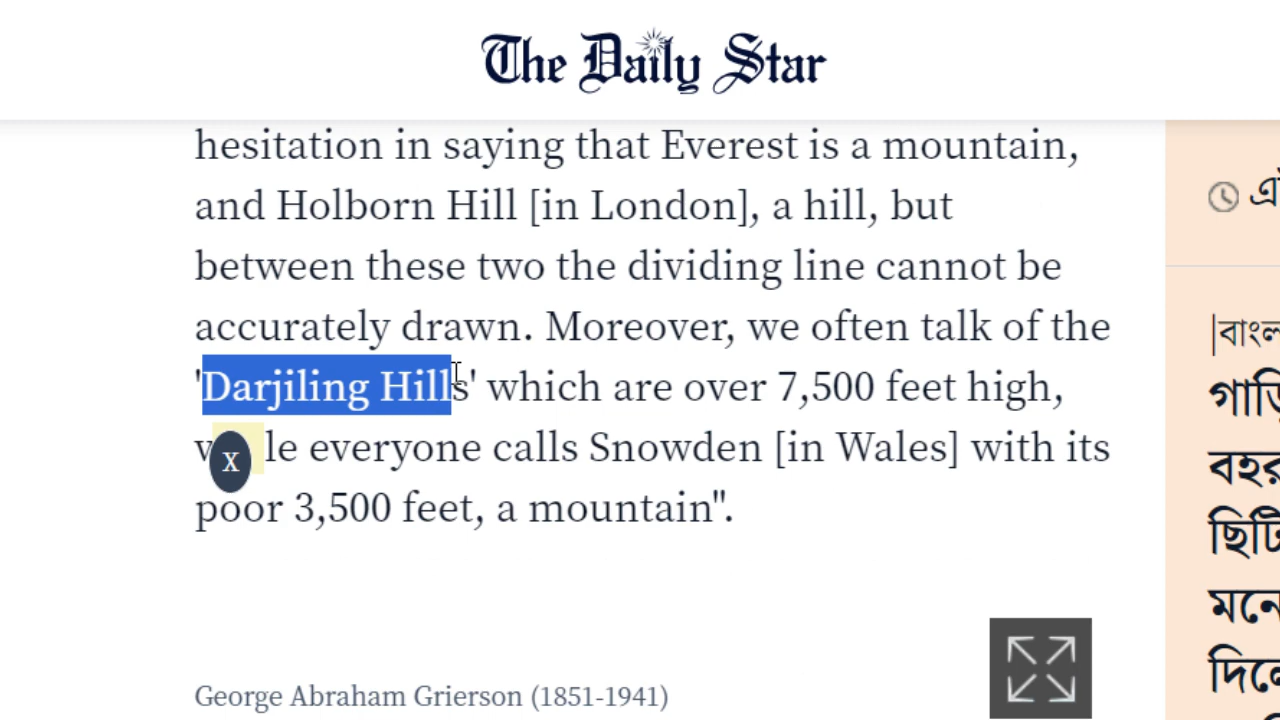 The Daily Star
hesitation in saying that Everest is a mountain,
and Holborn Hill [in London], a hill, but
between these two the dividing line cannot be
accurately drawn. Moreover, we often talk of the
'Darjiling Hills' which are over 7,500 feet high,
le everyone calls Snowden [in Wales] with its
x
poor 3,500 feet, a mountain".
George Abraham Grierson (1851-1941)
|বাংল
বহর
মনে